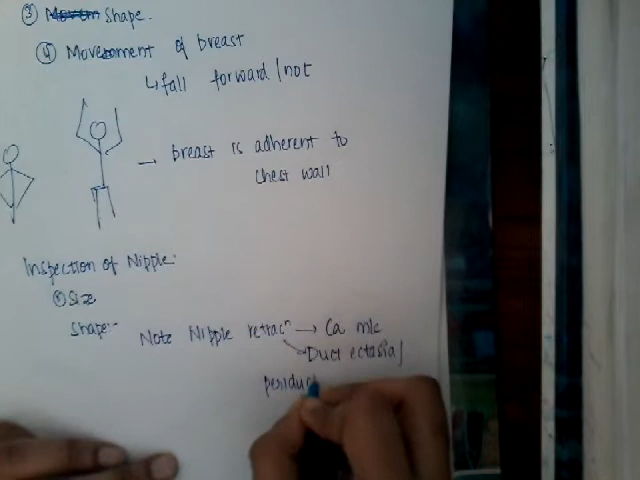 ③ Shape.
④ Movement of breast
↳ fall forward/not
— breast is adherent to
chest wall
Inspection of Nipple:
① Size
Shape:-
Note Nipple retracⁿ → Ca m/c
→ Duct ectasia/
periduct